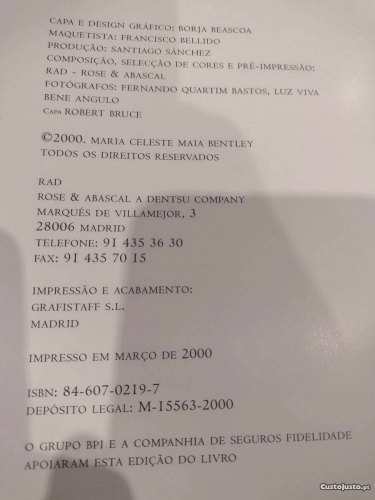 CAPA E DESIGN GRÁFICO: BORJA BEASCOA
MAQUETISTA: FRANCISCO BELLIDO
PRODUÇÃO: SANTIAGO SÁNCHEZ
COMPOSIÇÃO, SELECÇÃO DE CORES E PRÉ-IMPRESSÃO:
RAD - ROSE & ABASCAL
FOTÓGRAFOS: FERNANDO QUARTIM BASTOS, LUZ VIVA
BENE ANGULO
CAPA ROBERT BRUCE
©2000. MARIA CELESTE MAIA BENTLEY
TODOS OS DIREITOS RESERVADOS
RAD
ROSE & ABASCAL A DENTSU COMPANY
MARQUÉS DE VILLAMEJOR, 3
28006 MADRID
TELEFONE: 91 435 36 30
FAX: 91 435 70 15
IMPRESSÃO E ACABAMENTO:
GRAFISTAFF S.L.
MADRID
IMPRESSO EM MARÇO DE 2000
ISBN: 84-607-0219-7
DEPÓSITO LEGAL: M-15563-2000
O GRUPO BPI E A COMPANHIA DE SEGUROS FIDELIDADE
APOIARAM ESTA EDIÇÃO DO LIVRO
CustoJusto.pt